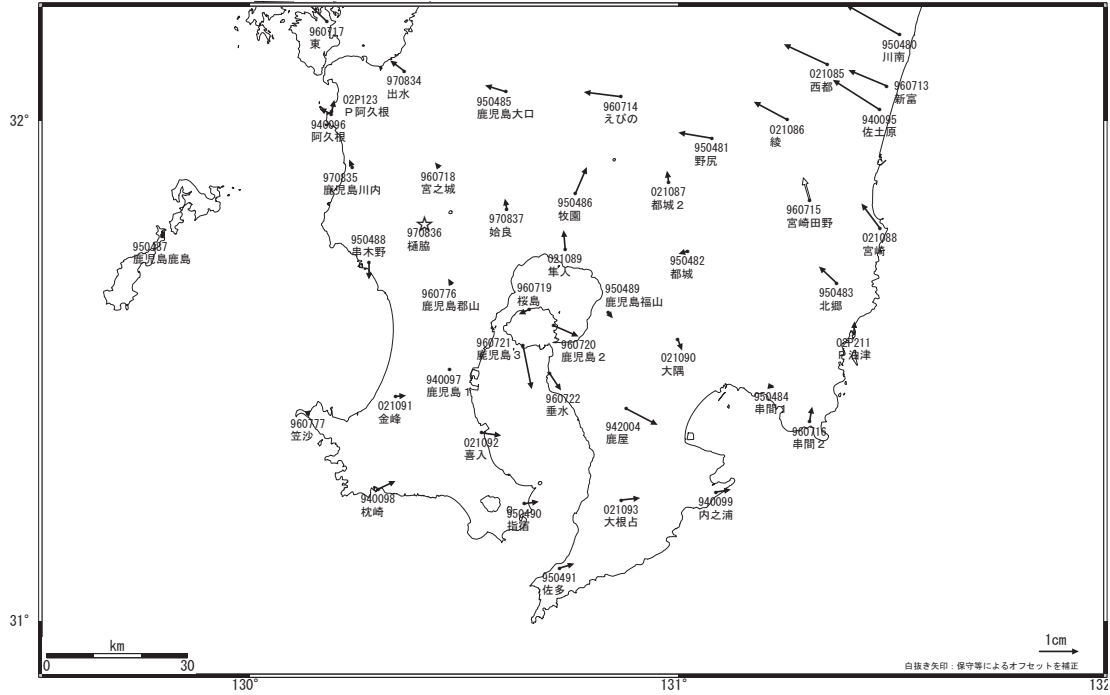 960717
東
950480
川南
970834
出水
021085
西都
960713
新富
02P123
P阿久根
950485
鹿児島大口
960714
えびの
940095
佐土原
32°
940096
阿久根
021086
綾
950481
野尻
970835
鹿児島川内
960718
宮之城
950486
牧園
021087
都城2
970837
姶良
960715
宮崎田野
970836
樋脇
021088
宮崎
950487
鹿児島鹿島
950488
串木野
021089
隼人
950482
都城
960776
鹿児島郡山
960719
桜島
950489
鹿児島福山
950483
北郷
960721
鹿児島3
960720
鹿児島2
02P211
P油津
021090
大隅
940097
鹿児島1
960722
垂水
950484
串間1
021091
金峰
942004
鹿屋
960777
笠沙
960716
串間2
021092
喜入
940098
枕崎
950490
指宿
021093
大根占
940099
内之浦
950491
佐多
31°
km
0 30
1cm
白抜き矢印:保守等によるオフセットを補正
130° 131° 132